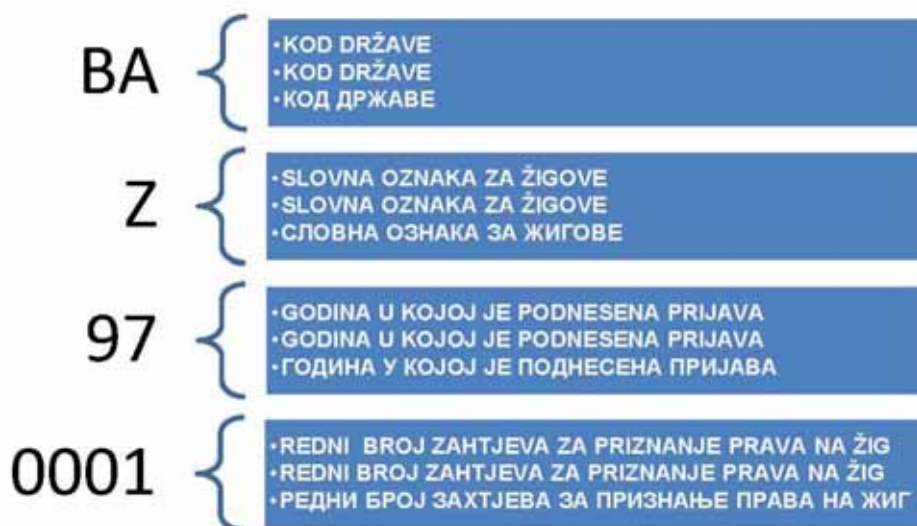 BA
•KOD DRŽAVE
•KOD DRŽAVE
•КОД ДРЖАВЕ
Z
•SLOVNA OZNAKA ZA ŽIGOVE
•SLOVNA OZNAKA ZA ŽIGOVE
•СЛОВНА ОЗНАКА ЗА ЖИГОВЕ
97
•GODINA U KOJOJ JE PODNESENA PRIJAVA
•GODINA U KOJOJ JE PODNESENA PRIJAVA
•ГОДИНА У КОЈОЈ ЈЕ ПОДНЕСЕНА ПРИЈАВА
0001
•REDNI BROJ ZAHTJEVA ZA PRIZNANJE PRAVA NA ŽIG
•REDNI BROJ ZAHTJEVA ZA PRIZNANJE PRAVA NA ŽIG
•РЕДНИ БРОЈ ЗАХТЈЕВА ЗА ПРИЗНАЊЕ ПРАВА НА ЖИГ